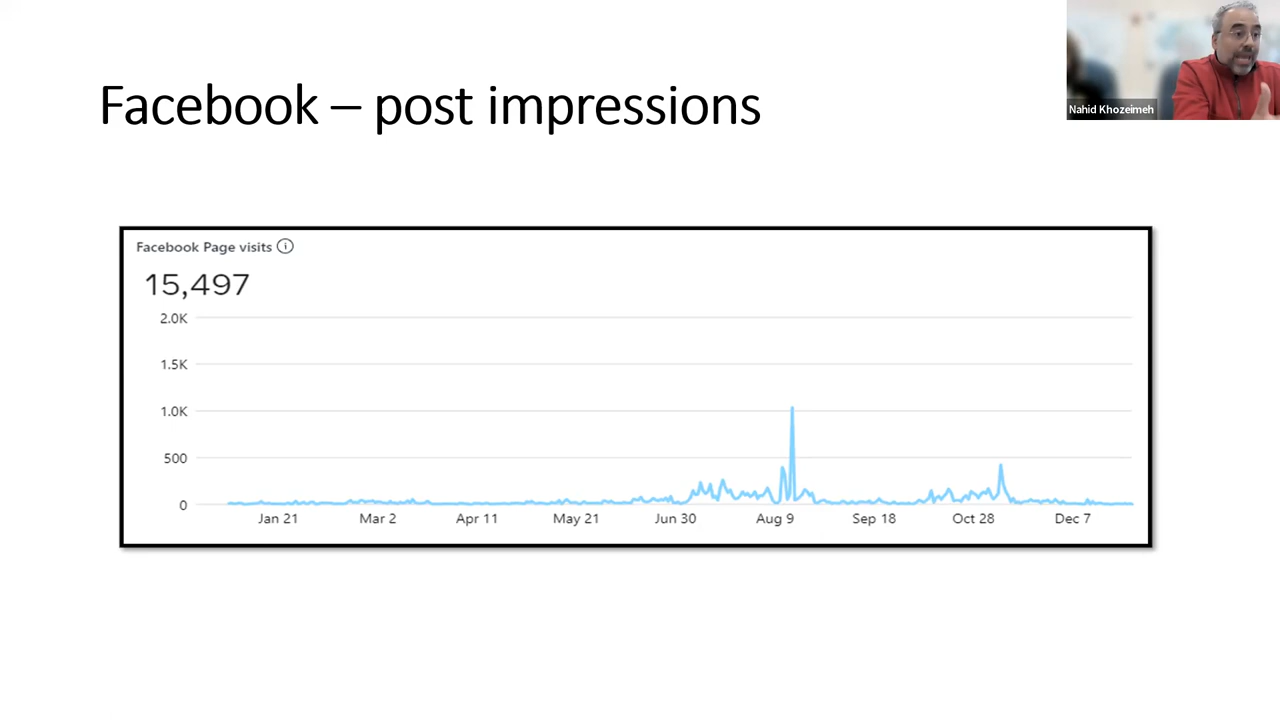 Facebook – post impressions
Nahid Khozeimeh
Facebook Page visits
15,497
2.0K
1.5K
1.0K
500
0
Jan 21 Mar 2 Apr 11 May 21 Jun 30 Aug 9 Sep 18 Oct 28 Dec 7